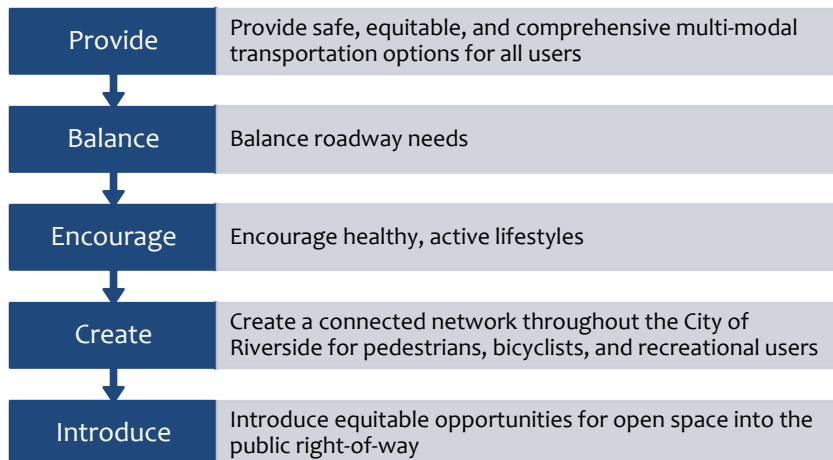 Provide
Provide safe, equitable, and comprehensive multi-modal
transportation options for all users
Balance
Balance roadway needs
Encourage
Encourage healthy, active lifestyles
Create
Create a connected network throughout the City of
Riverside for pedestrians, bicyclists, and recreational users
Introduce
Introduce equitable opportunities for open space into the
public right-of-way